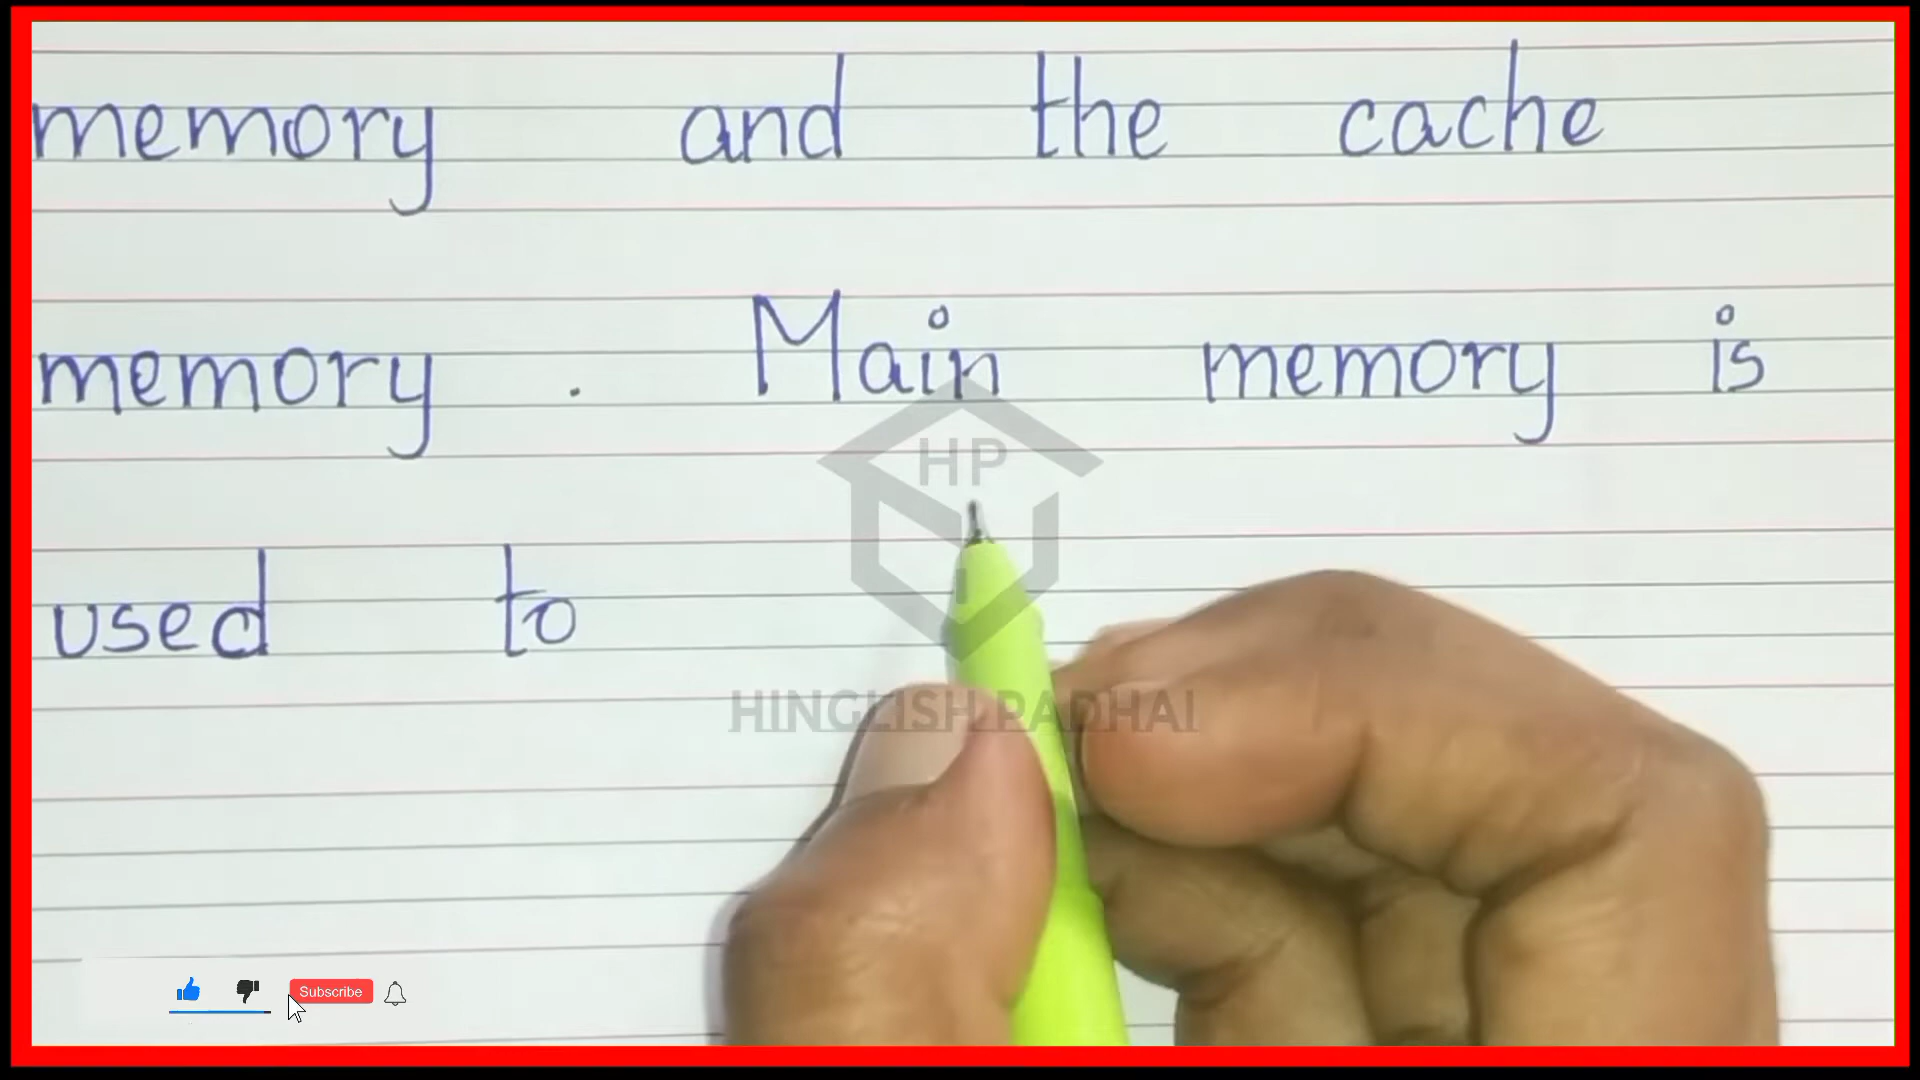 memory and the cache
memory . Main memory is
HP
used to
HINGLISH PADHAI
Subscribe